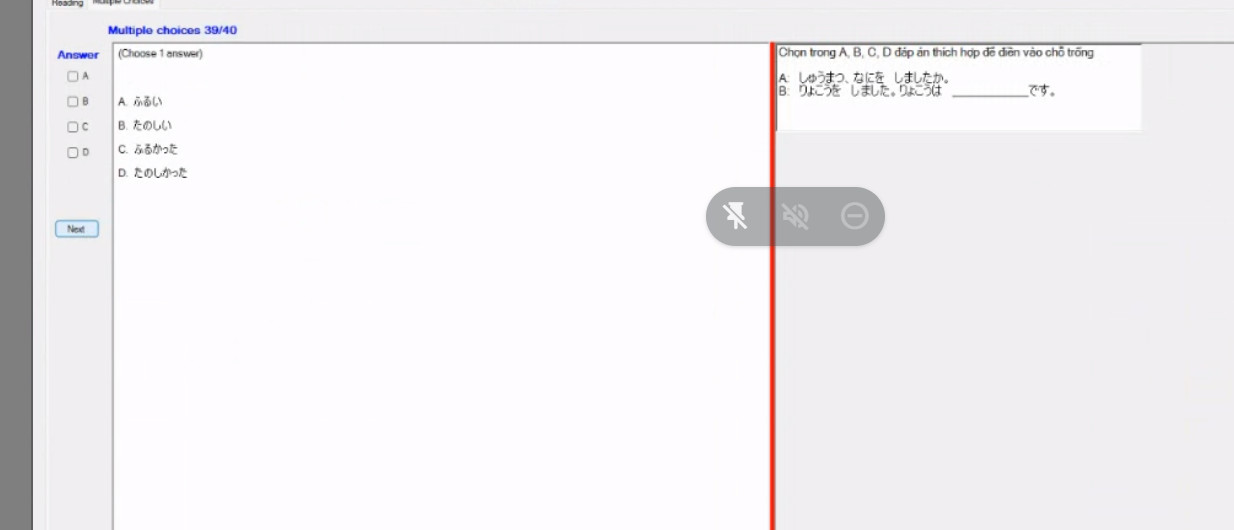 Reading
Multiple Choices
Multiple choices 39/40
Answer
(Choose 1 answer)
A
B
C
D
A. ふるい
B. たのしい
C. ふるかった
D. たのしかった
Next
Chọn trong A, B, C, D đáp án thích hợp để điền vào chỗ trống
A: しゅうまつ、なにを しましたか。
B: りょこうを しました。りょこうは __________です。